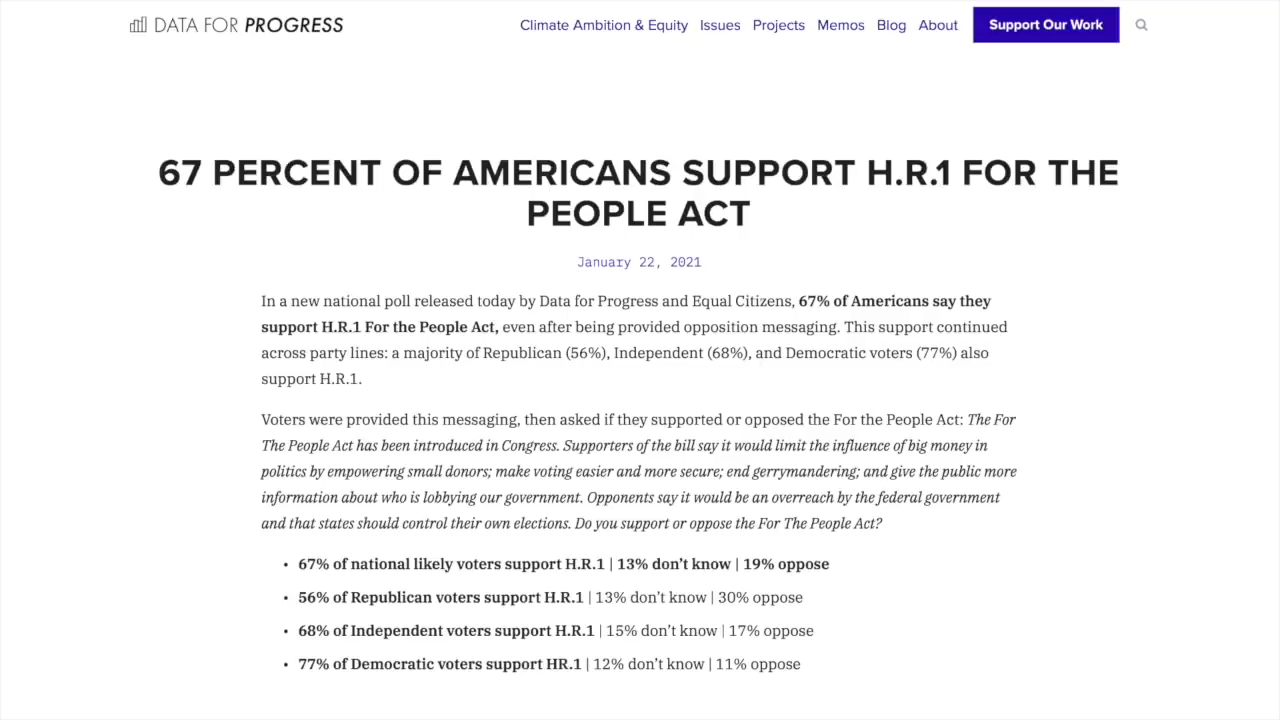 DATA FOR PROGRESS
Climate Ambition & Equity Issues Projects Memos Blog About Support Our Work
67 PERCENT OF AMERICANS SUPPORT H.R.1 FOR THE
PEOPLE ACT
January 22, 2021
In a new national poll released today by Data for Progress and Equal Citizens, 67% of Americans say they
support H.R.1 For the People Act, even after being provided opposition messaging. This support continued
across party lines: a majority of Republican (56%), Independent (68%), and Democratic voters (77%) also
support H.R.1.
Voters were provided this messaging, then asked if they supported or opposed the For the People Act: The For
The People Act has been introduced in Congress. Supporters of the bill say it would limit the influence of big money in
politics by empowering small donors; make voting easier and more secure; end gerrymandering; and give the public more
information about who is lobbying our government. Opponents say it would be an overreach by the federal government
and that states should control their own elections. Do you support or oppose the For The People Act?
• 67% of national likely voters support H.R.1 | 13% don’t know | 19% oppose
• 56% of Republican voters support H.R.1 | 13% don’t know | 30% oppose
• 68% of Independent voters support H.R.1 | 15% don’t know | 17% oppose
• 77% of Democratic voters support HR.1 | 12% don’t know | 11% oppose